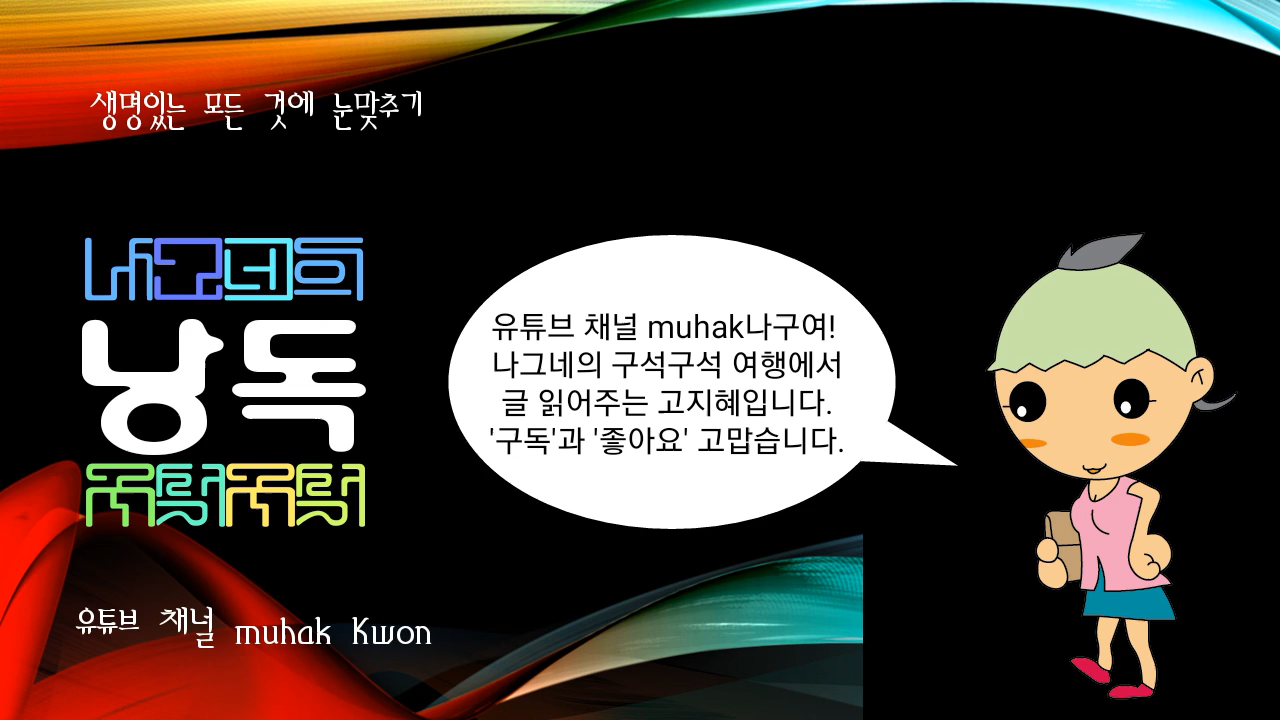 생명있는 모든 것에 눈맞추기
나그네의
낭독
구석구석
유튜브 채널 muhak나구여!
나그네의 구석구석 여행에서
글 읽어주는 고지혜입니다.
'구독'과 '좋아요' 고맙습니다.
유튜브 채널 muhak Kwon